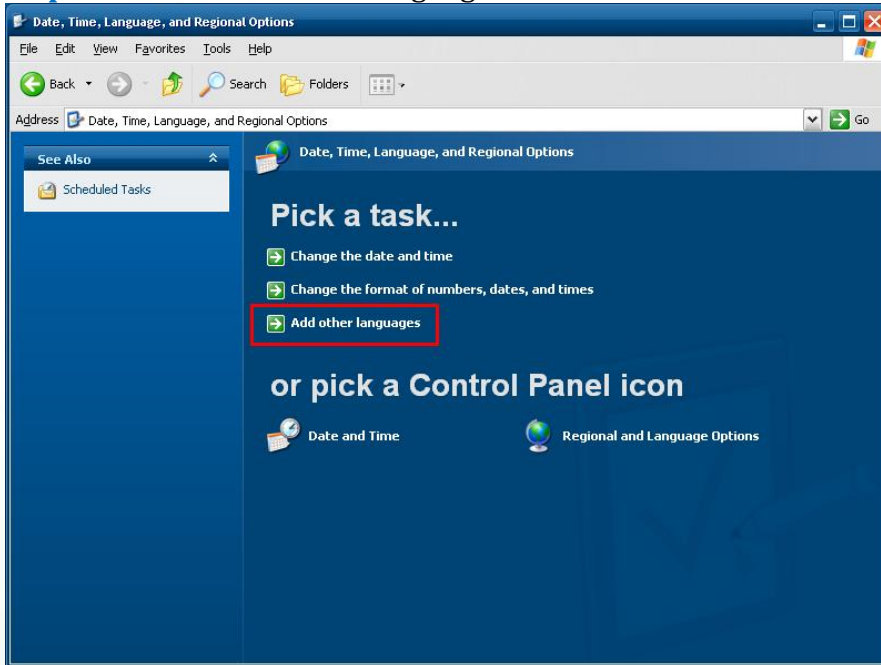 Date, Time, Language, and Regional Options
File Edit View Favorites Tools Help
Back Search Folders
Address Date, Time, Language, and Regional Options Go
See Also
Scheduled Tasks
Date, Time, Language, and Regional Options
Pick a task...
Change the date and time
Change the format of numbers, dates, and times
Add other languages
or pick a Control Panel icon
Date and Time Regional and Language Options